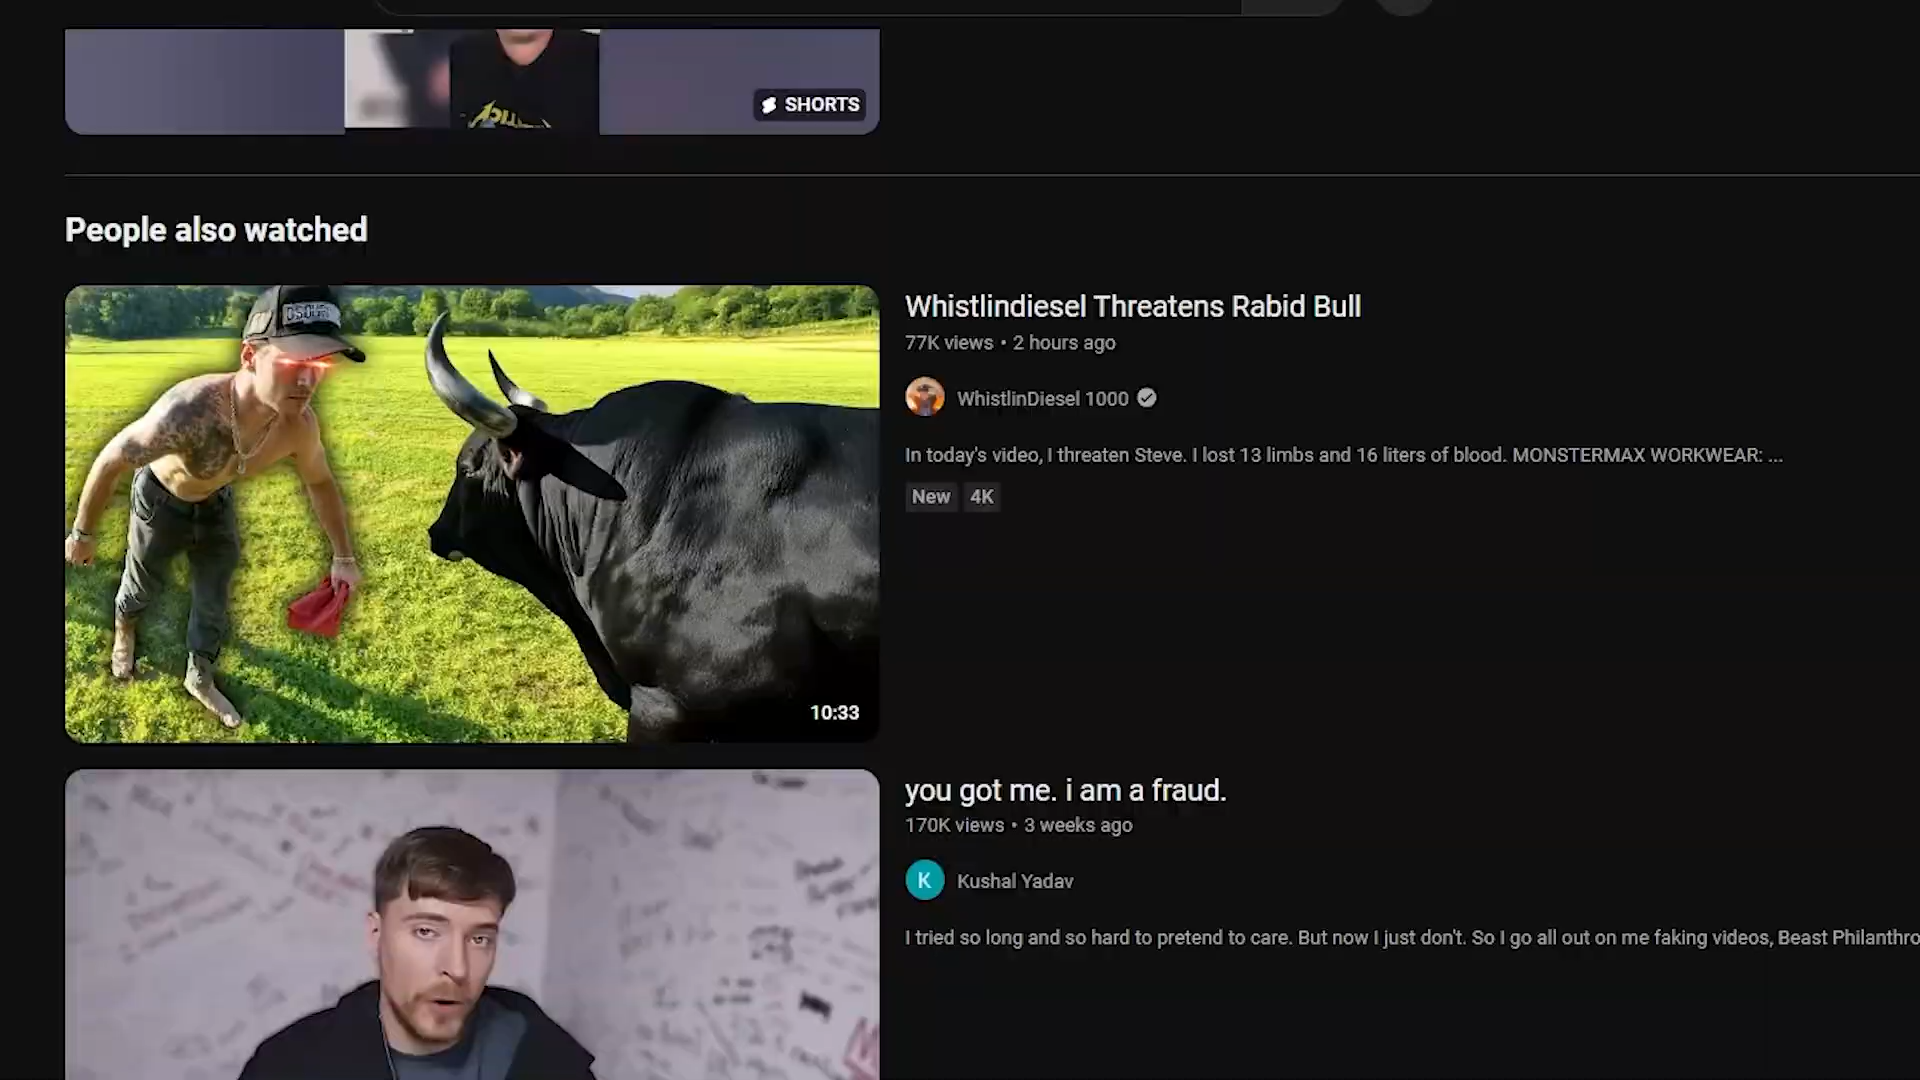 SHORTS
People also watched
Whistlindiesel Threatens Rabid Bull
77K views • 2 hours ago
WhistlinDiesel 1000
In today's video, I threaten Steve. I lost 13 limbs and 16 liters of blood. MONSTERMAX WORKWEAR: ...
New 4K
10:33
you got me. i am a fraud.
170K views • 3 weeks ago
K Kushal Yadav
I tried so long and so hard to pretend to care. But now I just don't. So I go all out on me faking videos, Beast Philanthro